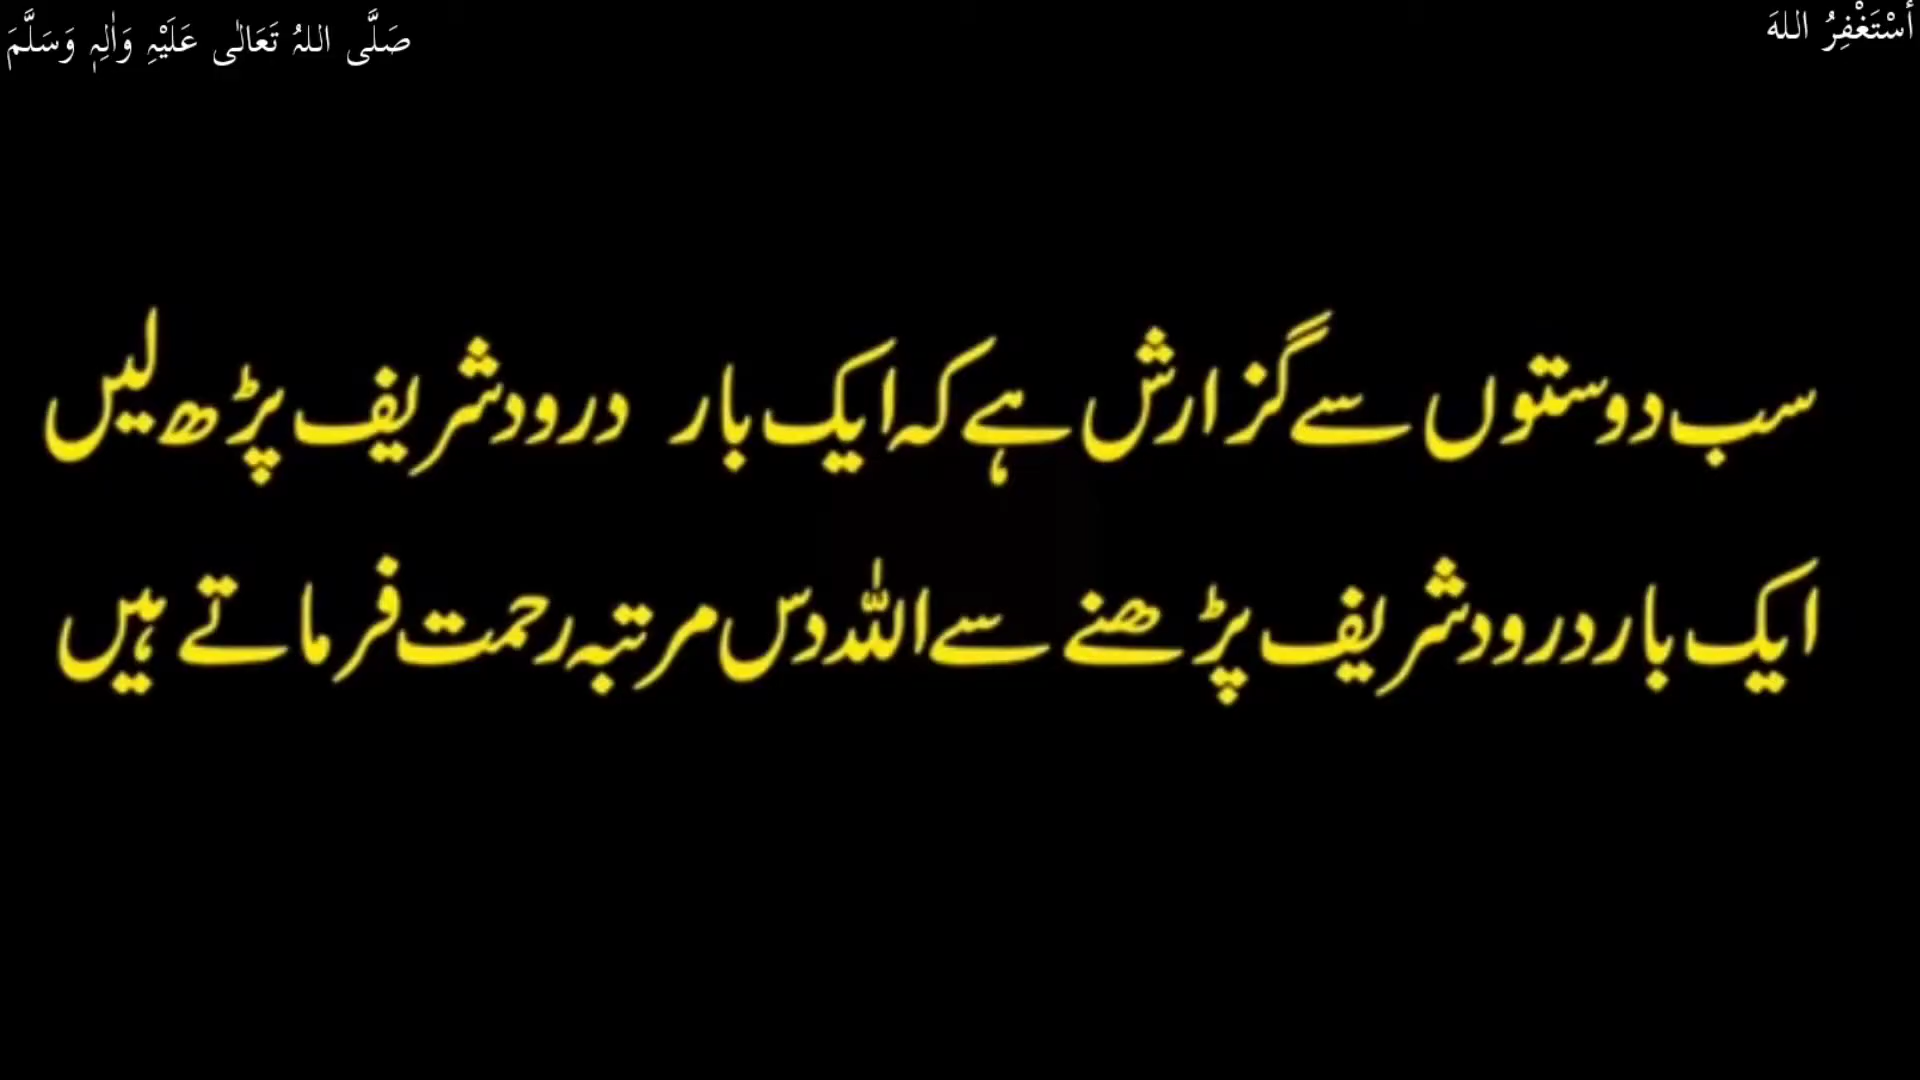 أَسْتَغْفِرُ اللهَ
صَلَّی اللہُ تَعَالٰی عَلَیْہِ وَاٰلِہٖ وَسَلَّمَ
سب دوستوں سے گزارش ہے کہ ایک بار درود شریف پڑھ لیں
ایک بار درود شریف پڑھنے سے اللہ دس مرتبہ رحمت فرماتے ہیں